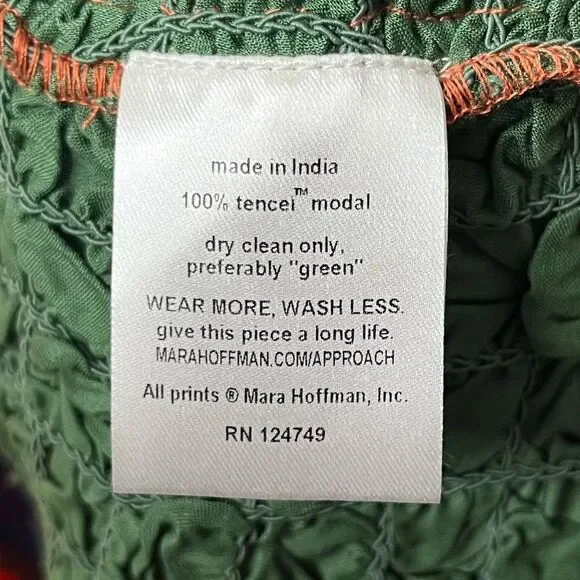 made in India
100% tencel™ modal
dry clean only,
preferably "green"
WEAR MORE, WASH LESS.
give this piece a long life.
MARAHOFFMAN.COM/APPROACH
All prints ® Mara Hoffman, Inc.
RN 124749